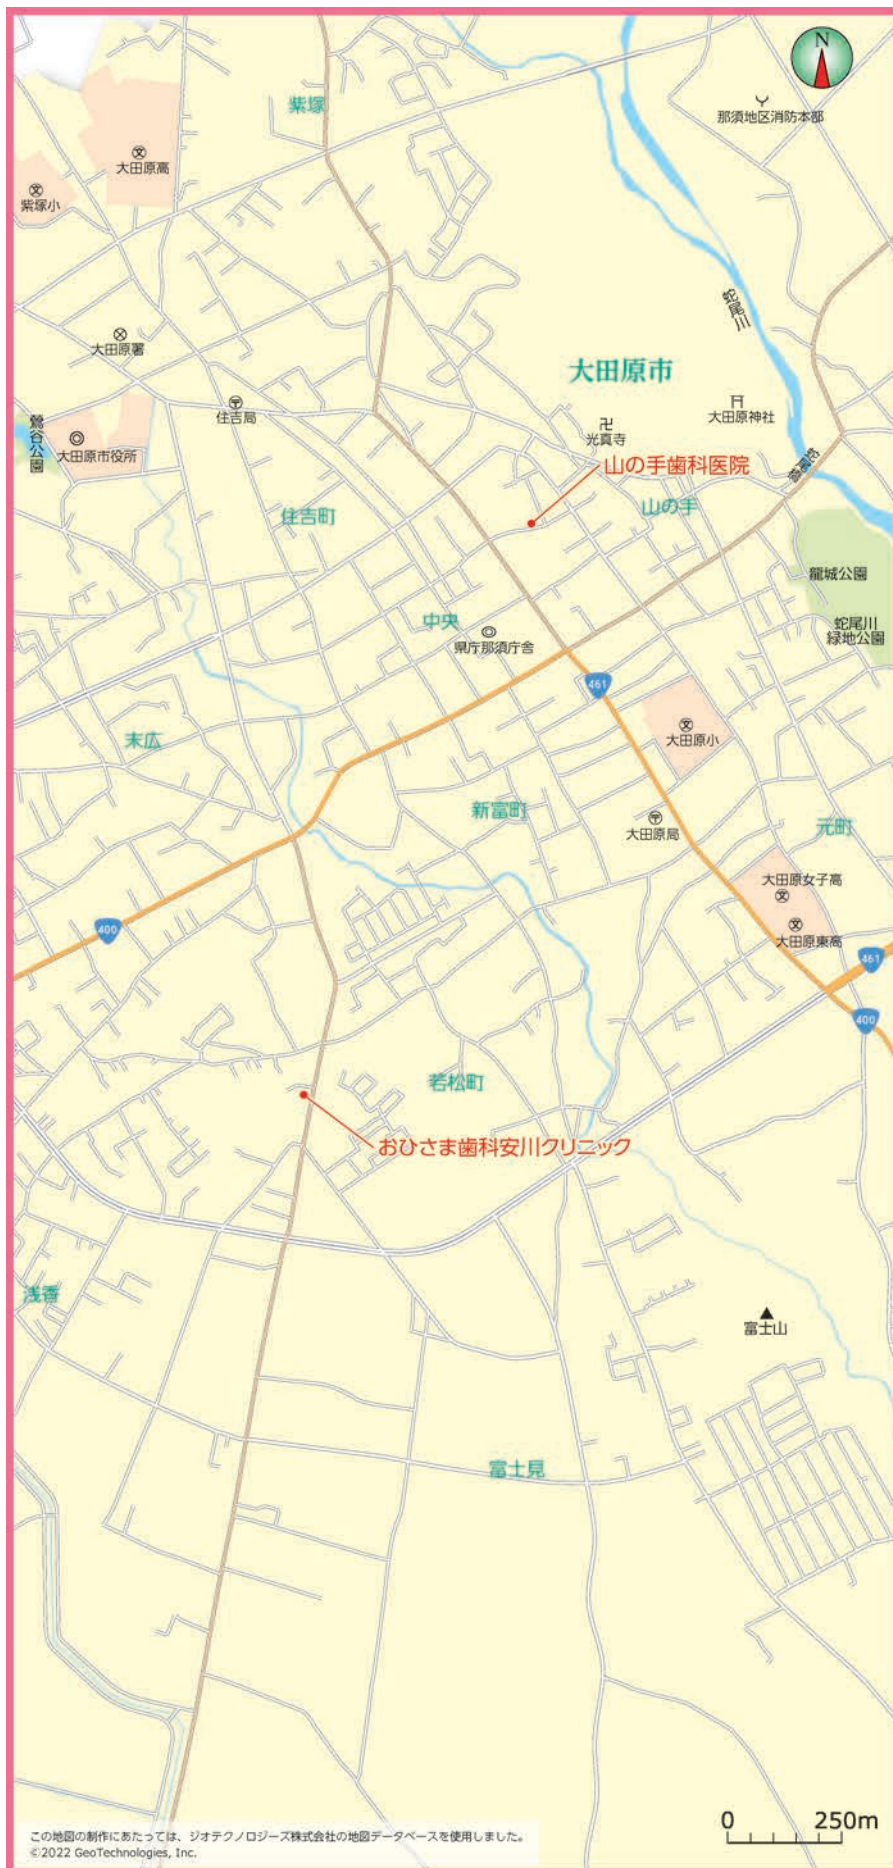 N
紫塚
那須地区消防本部
大田原高
紫塚小
蛇尾川
大田原署
大田原市
住吉局
大田原神社
鶯谷公園
大田原市役所
光真寺
蛇尾橋
山の手歯科医院
山の手
住吉町
龍城公園
中央
県庁那須庁舎
蛇尾川
緑地公園
461
末広
大田原小
新富町
大田原局
元町
大田原女子高
大田原東高
400
461
400
若松町
おひさま歯科安川クリニック
浅香
富士山
富士見
0 250m
この地図の制作にあたっては、ジオテクノロジーズ株式会社の地図データベースを使用しました。
©2022 GeoTechnologies, Inc.